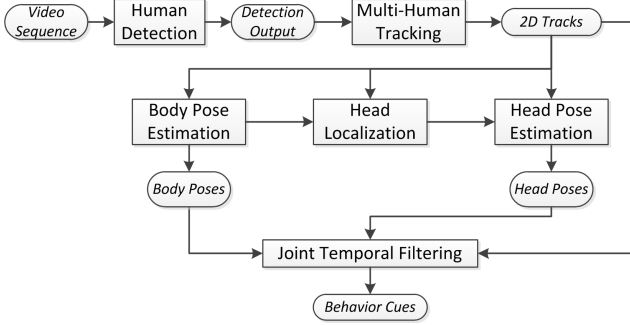 Video
Sequence
Human
Detection
Detection
Output
Multi-Human
Tracking
2D Tracks
Body Pose
Estimation
Head
Localization
Head Pose
Estimation
Body Poses
Head Poses
Joint Temporal Filtering
Behavior Cues